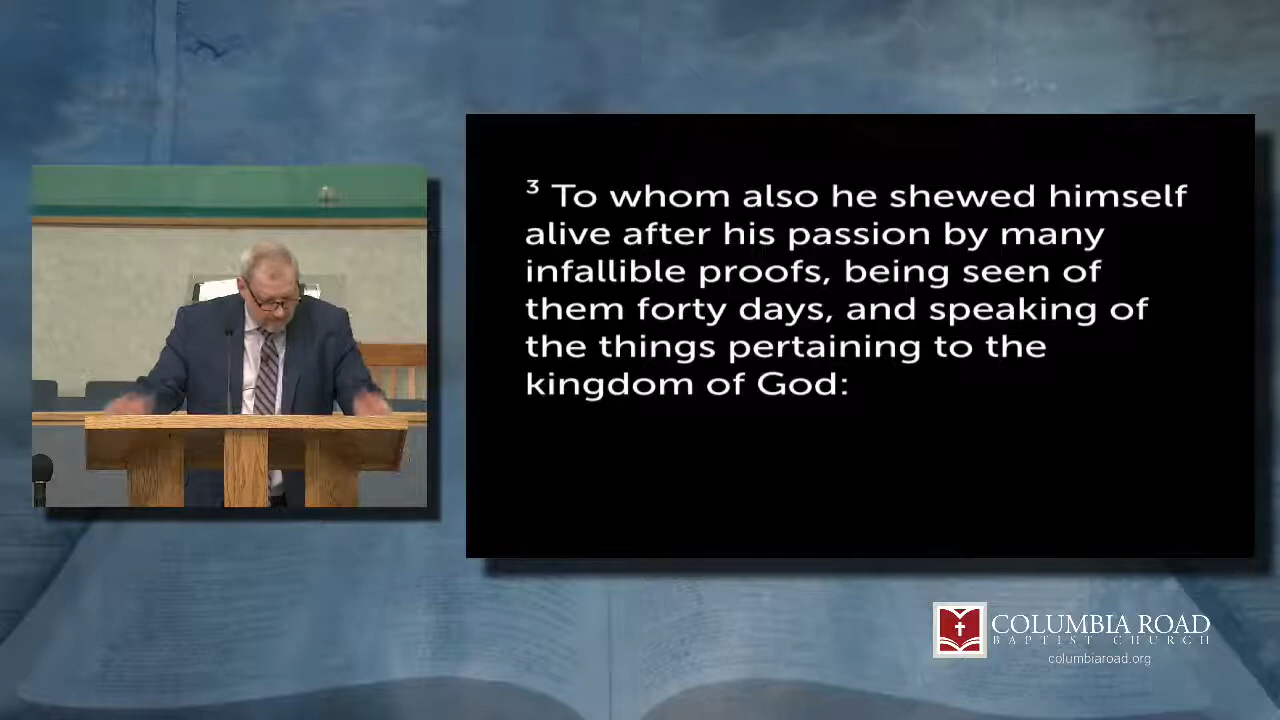 ³ To whom also he shewed himself
alive after his passion by many
infallible proofs, being seen of
them forty days, and speaking of
the things pertaining to the
kingdom of God:
COLUMBIA ROAD
BAPTIST CHURCH
columbiaroad.org